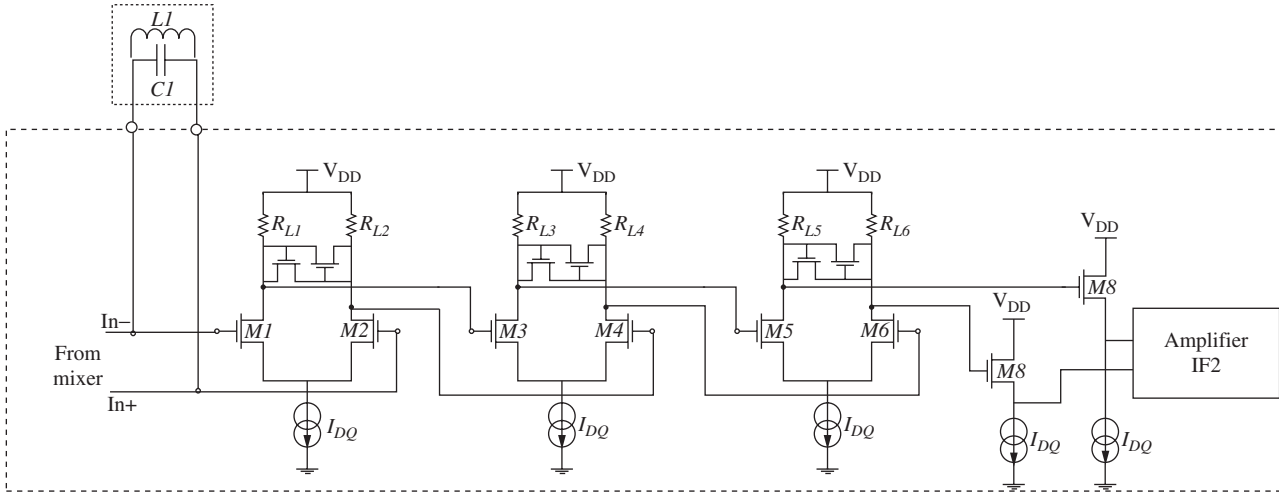 L1
C1
V_DD
V_DD
V_DD
V_DD
V_DD
R_L1
R_L2
R_L3
R_L4
R_L5
R_L6
M8
In−
M1
M2
M3
M4
M5
M6
M8
From
mixer
In+
Amplifier
IF2
I_DQ
I_DQ
I_DQ
I_DQ
I_DQ